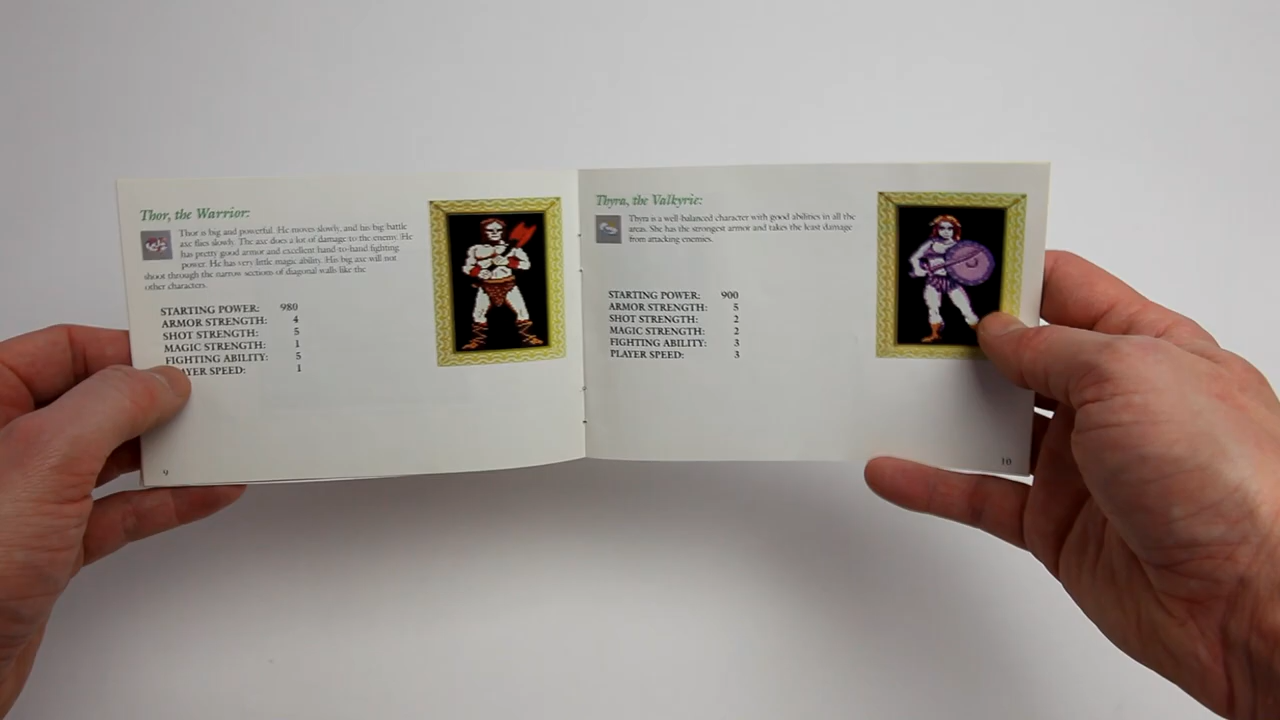 Thor, the Warrior:
Thor is big and powerful. He moves slowly, and his big battle
axe flies slowly. The axe does a lot of damage to the enemy. He
has pretty good armor and excellent hand-to-hand fighting
power. He has very little magic ability. His big axe will not
shoot through the narrow sections of diagonal walls like the
other characters.
STARTING POWER: 980
ARMOR STRENGTH: 4
SHOT STRENGTH: 5
MAGIC STRENGTH: 1
FIGHTING ABILITY: 5
AYER SPEED: 1
9
Thyra, the Valkyrie:
Thyra is a well-balanced character with good abilities in all the
areas. She has the strongest armor and takes the least damage
from attacking enemies.
STARTING POWER: 900
ARMOR STRENGTH: 5
SHOT STRENGTH: 2
MAGIC STRENGTH: 2
FIGHTING ABILITY: 3
PLAYER SPEED: 3
10